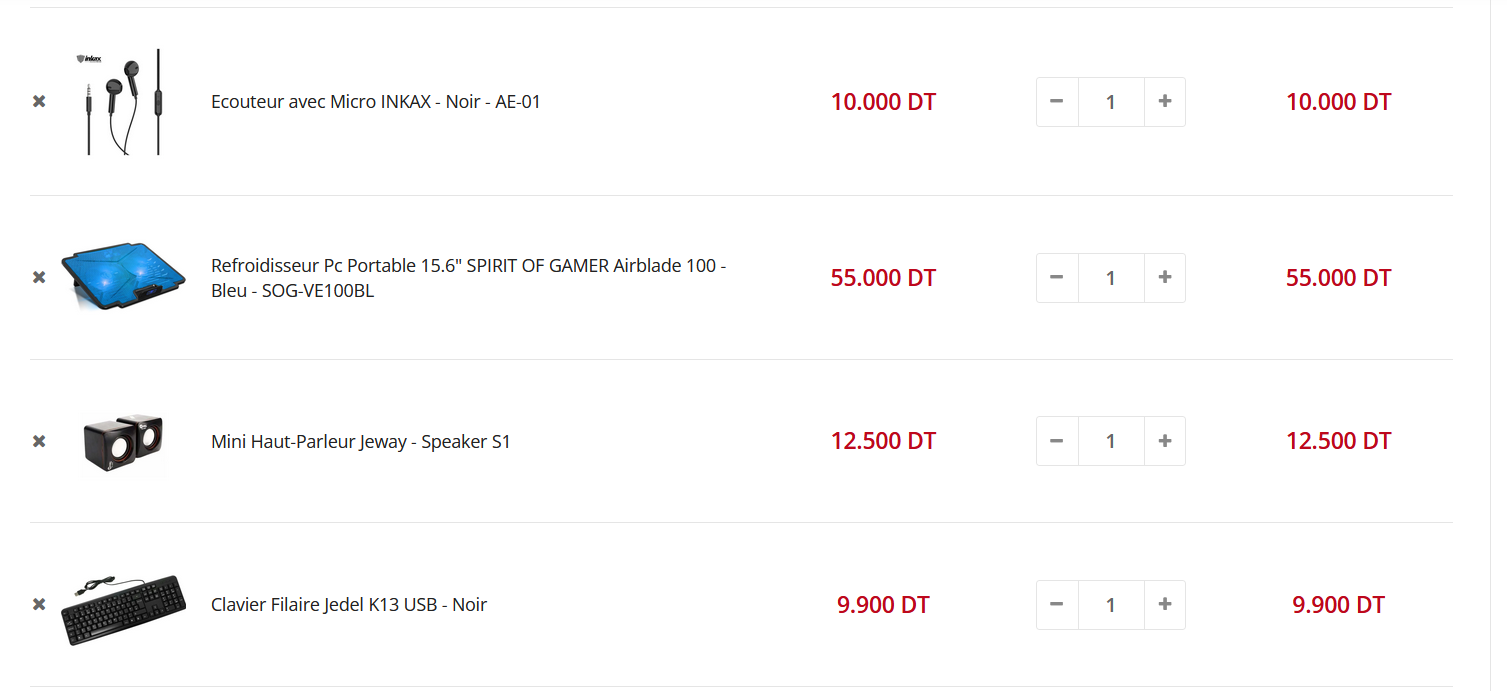 inkax
Ecouteur avec Micro INKAX - Noir - AE-01
10.000 DT
1
10.000 DT
Refroidisseur Pc Portable 15.6" SPIRIT OF GAMER Airblade 100 -
Bleu - SOG-VE100BL
55.000 DT
1
55.000 DT
Mini Haut-Parleur Jeway - Speaker S1
12.500 DT
1
12.500 DT
Clavier Filaire Jedel K13 USB - Noir
9.900 DT
1
9.900 DT